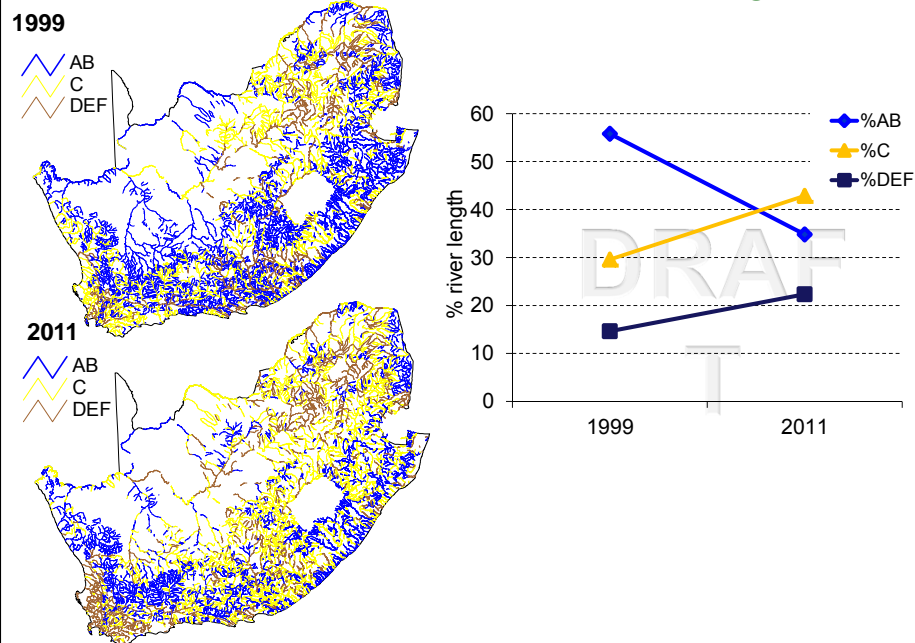 1999
AB
C
DEF
2011
AB
C
DEF
60
50
40
30
20
10
0
% river length
1999 2011
%AB
%C
%DEF
DRAF
T